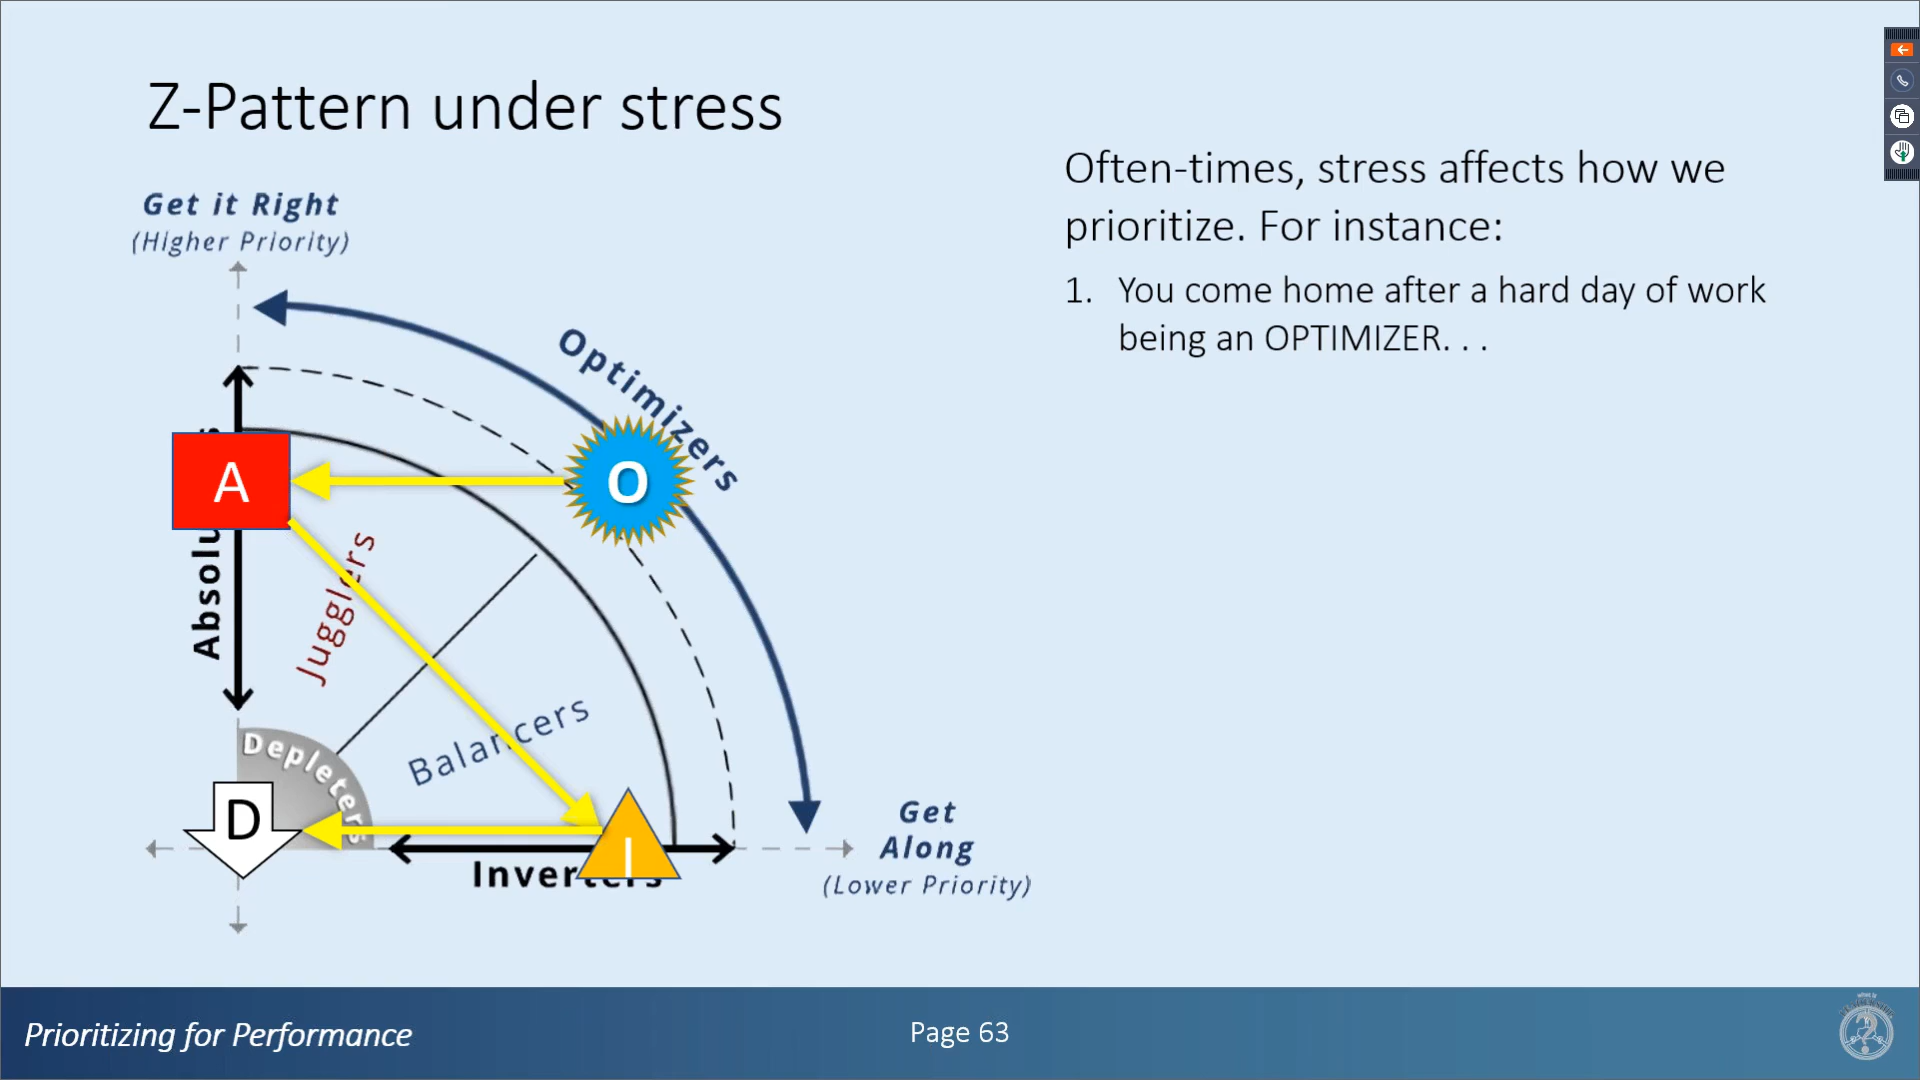 Z-Pattern under stress
Get it Right
(Higher Priority)
Optimizers
O
A
Jugglers
Balancers
Depleters
D
I
Get
Along
(Lower Priority)
Often-times, stress affects how we
prioritize. For instance:
1. You come home after a hard day of work
being an OPTIMIZER. . .
Prioritizing for Performance
Page 63